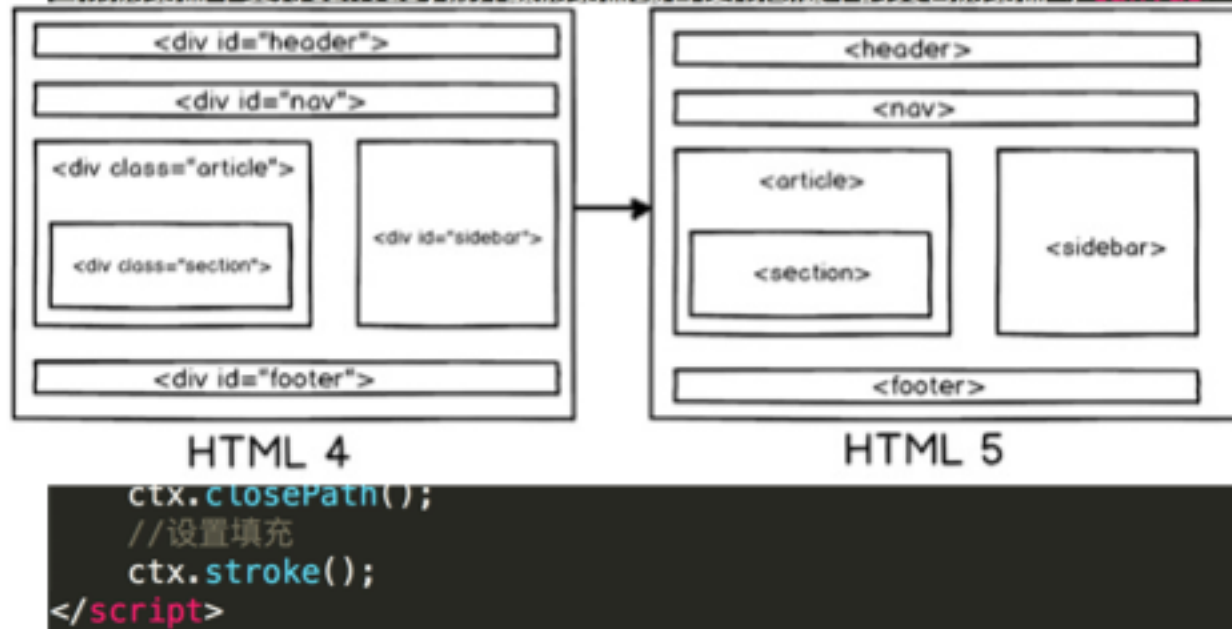 <div id="header">
<div id="nav">
<div class="article">
<div class="section">
<div id="sidebar">
<div id="footer">
HTML 4
<header>
<nav>
<article>
<section>
<sidebar>
<footer>
HTML 5
ctx.closePath();
//设置填充
ctx.stroke();
</script>